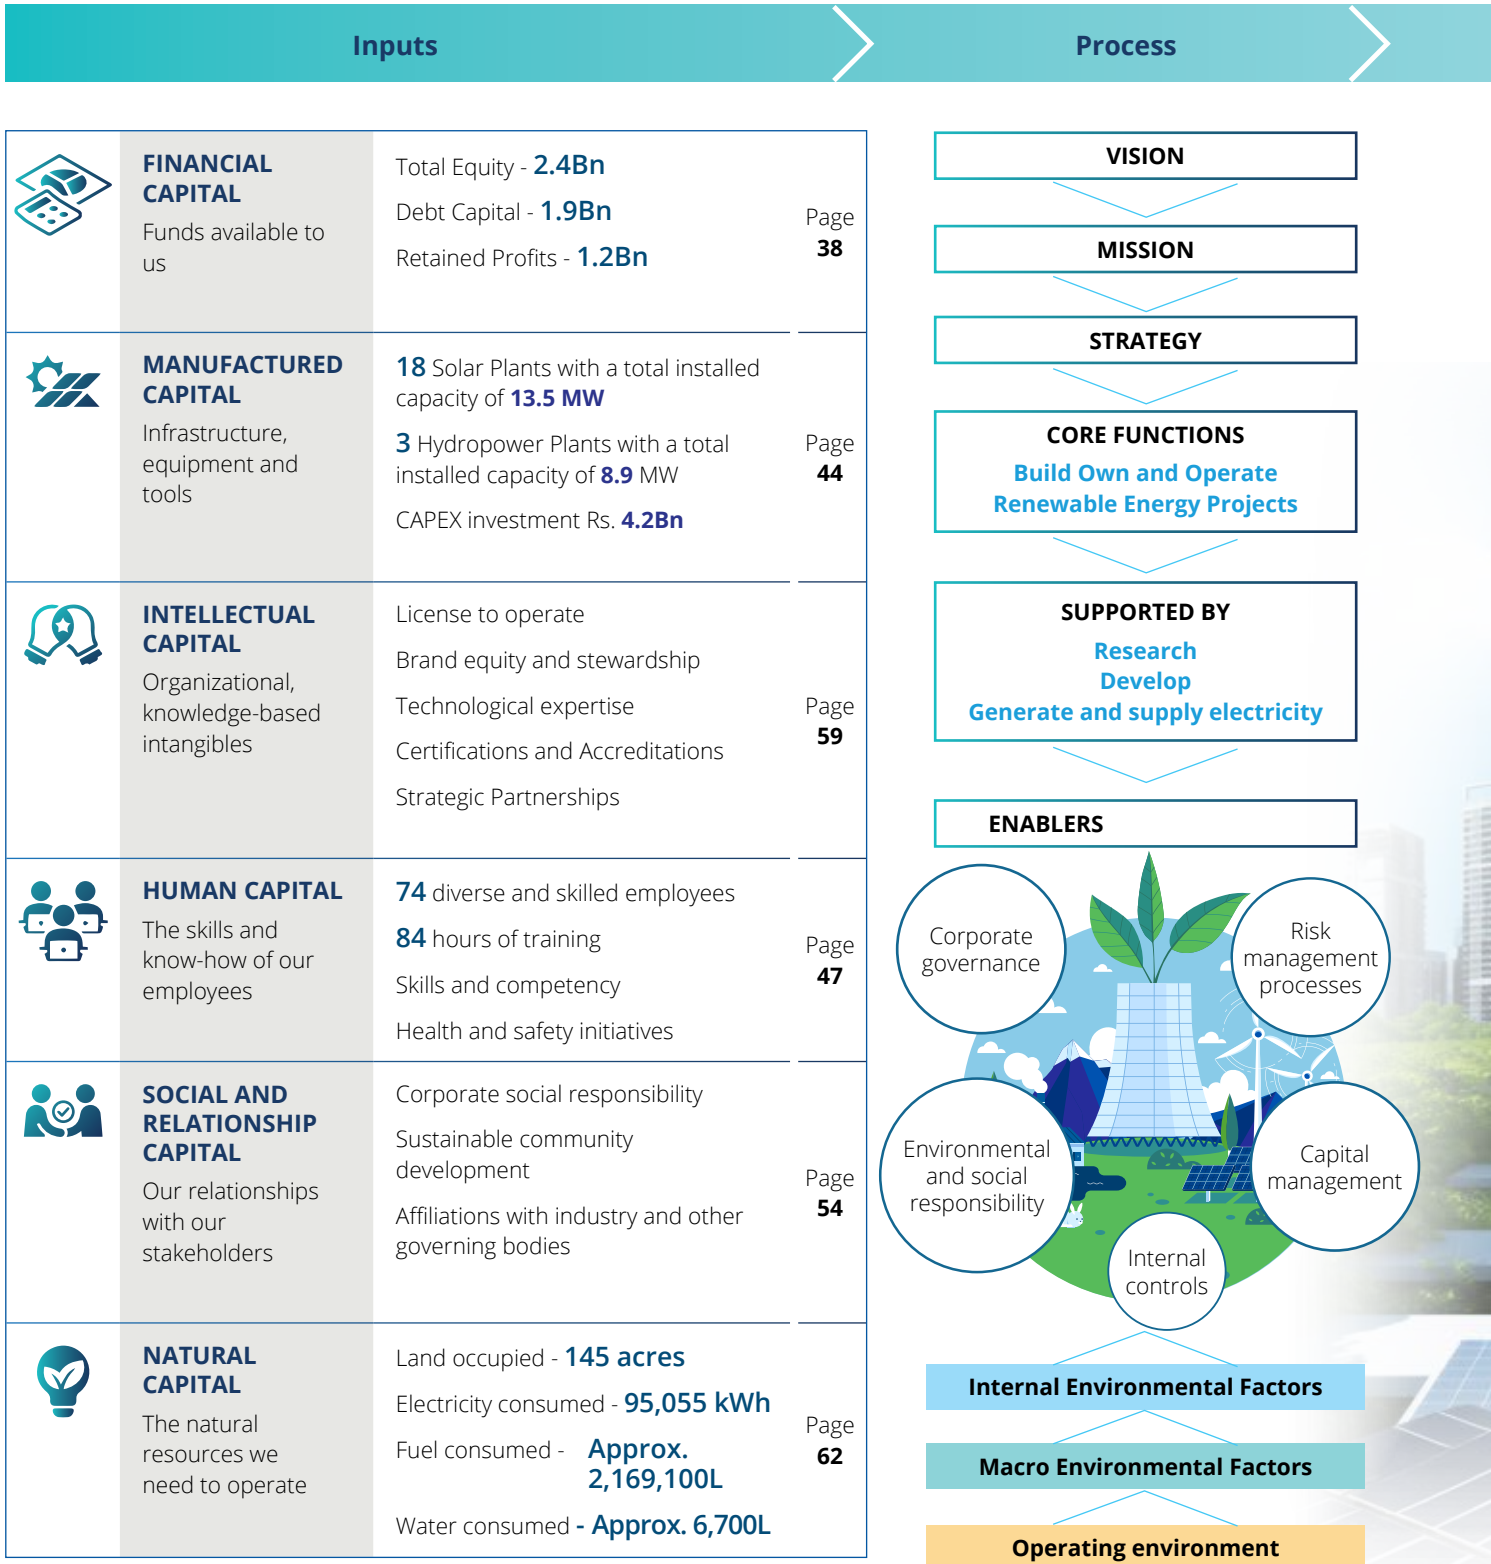 Inputs
Process
FINANCIAL
CAPITAL
Funds available to
us
Total Equity - 2.4Bn
Debt Capital - 1.9Bn
Retained Profits - 1.2Bn
Page
38
MANUFACTURED
CAPITAL
Infrastructure,
equipment and
tools
18 Solar Plants with a total installed
capacity of 13.5 MW
3 Hydropower Plants with a total
installed capacity of 8.9 MW
CAPEX investment Rs. 4.2Bn
Page
44
INTELLECTUAL
CAPITAL
Organizational,
knowledge-based
intangibles
License to operate
Brand equity and stewardship
Technological expertise
Certifications and Accreditations
Strategic Partnerships
Page
59
HUMAN CAPITAL
The skills and
know-how of our
employees
74 diverse and skilled employees
84 hours of training
Skills and competency
Health and safety initiatives
Page
47
SOCIAL AND
RELATIONSHIP
CAPITAL
Our relationships
with our
stakeholders
Corporate social responsibility
Sustainable community
development
Affiliations with industry and other
governing bodies
Page
54
NATURAL
CAPITAL
The natural
resources we
need to operate
Land occupied - 145 acres
Electricity consumed - 95,055 kWh
Fuel consumed - Approx.
2,169,100L
Water consumed - Approx. 6,700L
Page
62
VISION
MISSION
STRATEGY
CORE FUNCTIONS
Build Own and Operate
Renewable Energy Projects
SUPPORTED BY
Research
Develop
Generate and supply electricity
ENABLERS
Corporate
governance
Risk
management
processes
Environmental
and social
responsibility
Capital
management
Internal
controls
Internal Environmental Factors
Macro Environmental Factors
Operating environment